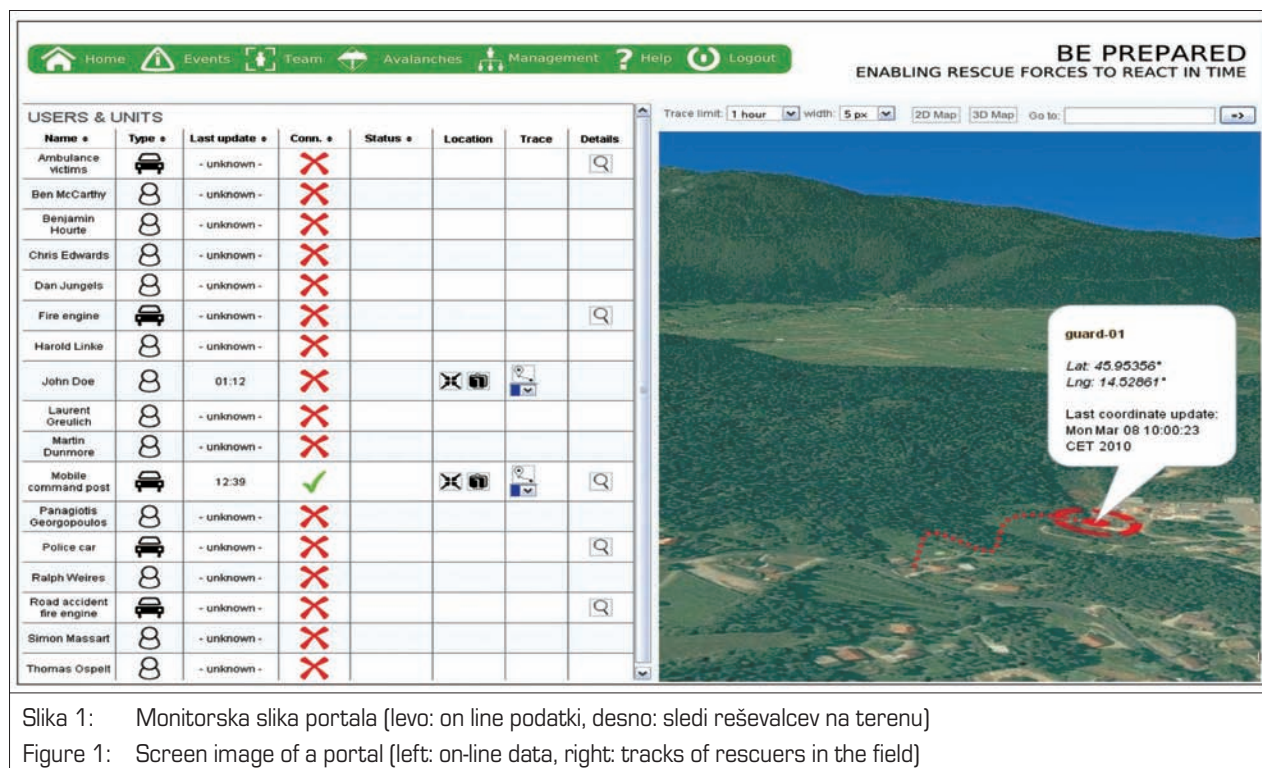 Home Events Team Avalanches Management ? Help Logout
BE PREPARED
ENABLING RESCUE FORCES TO REACT IN TIME
USERS & UNITS
Name Type Last update Conn. Status Location Trace Details
Ambulance
victims
- unknown -
Ben McCarthy - unknown -
Benjamin
Hourte
- unknown -
Chris Edwards - unknown -
Dan Jungels - unknown -
Fire engine - unknown -
Harold Linke - unknown -
John Doe 01:12
Laurent
Greulich
- unknown -
Martin
Dunmore
- unknown -
Mobile
command post
12:39
Panagiotis
Georgopoulos
- unknown -
Police car - unknown -
Ralph Weires - unknown -
Road accident
fire engine
- unknown -
Simon Massart - unknown -
Thomas Ospelt - unknown -
Trace limit: 1 hour width: 5 px 2D Map 3D Map Go to: =>
guard-01
Lat: 45.95356°
Lng: 14.52861°
Last coordinate update:
Mon Mar 08 10:00:23
CET 2010
Slika 1: Monitorska slika portala (levo: on line podatki, desno: sledi reševalcev na terenu)
Figure 1: Screen image of a portal (left: on-line data, right: tracks of rescuers in the field)